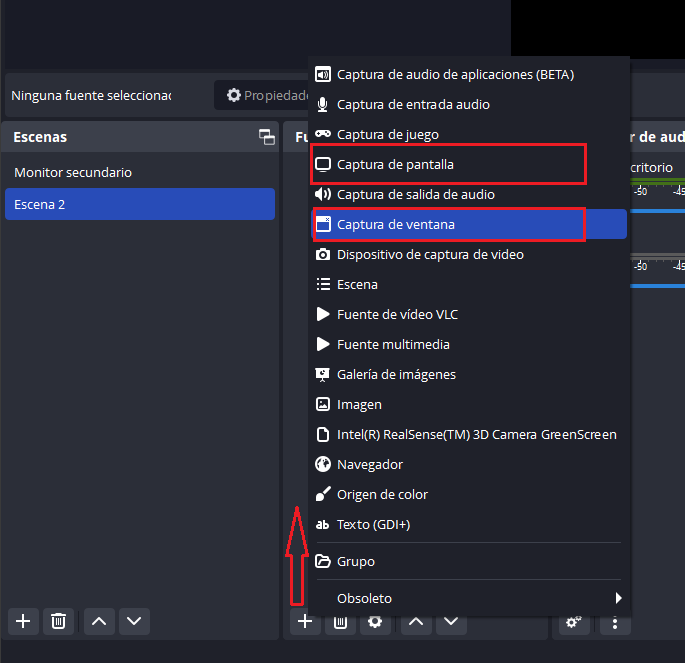 Captura de audio de aplicaciones (BETA)
Ninguna fuente seleccionac
Propiedade
Captura de entrada audio
Escenas
Fu
Captura de juego
r de aud
Monitor secundario
Captura de pantalla
critorio
Escena 2
Captura de salida de audio
-50
-45
Captura de ventana
Dispositivo de captura de video
-50
-45
Escena
Fuente de vídeo VLC
Fuente multimedia
Galería de imágenes
Imagen
Intel(R) RealSense(TM) 3D Camera GreenScreen
Navegador
Origen de color
ab Texto (GDI+)
Grupo
Obsoleto